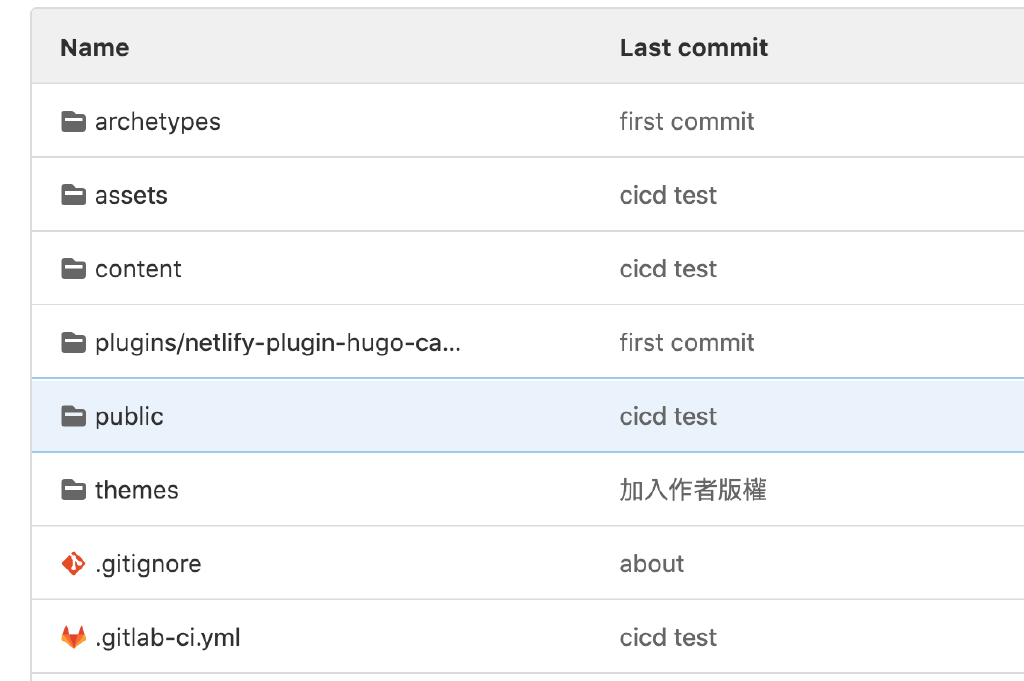 Name Last commit
archetypes first commit
assets cicd test
content cicd test
plugins/netlify-plugin-hugo-ca... first commit
public cicd test
themes 加入作者版權
.gitignore about
.gitlab-ci.yml cicd test